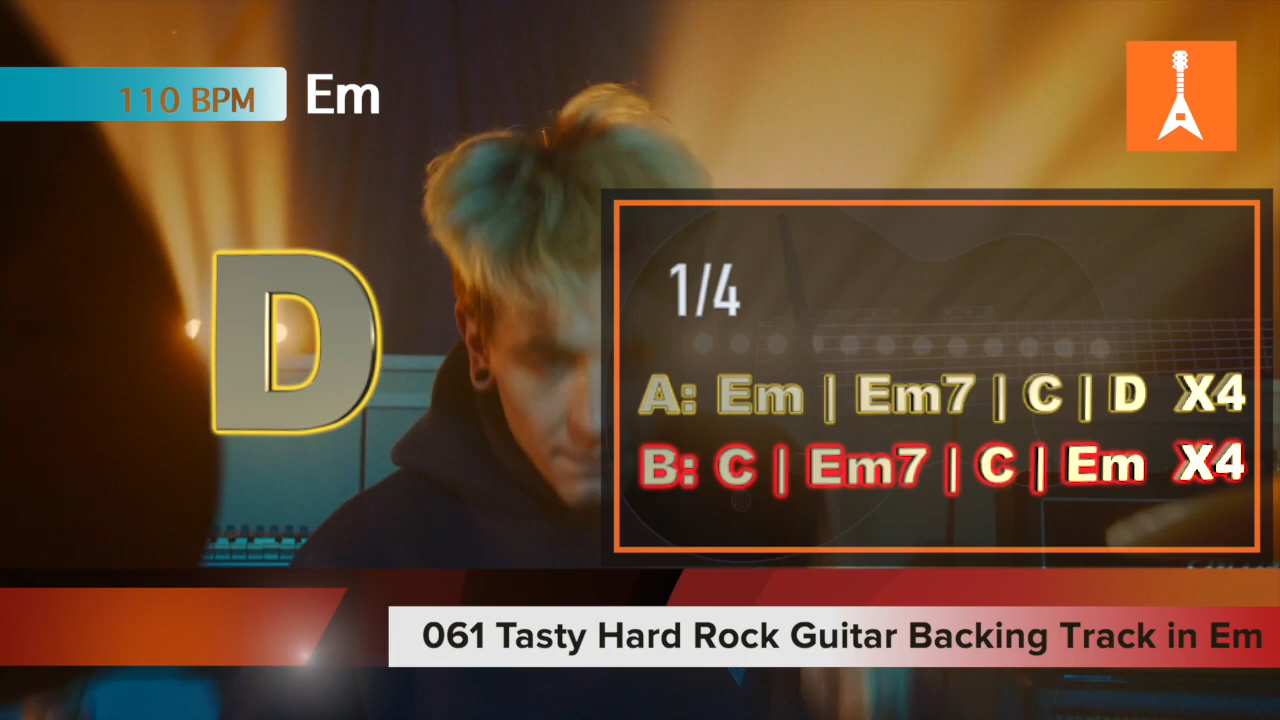 110 BPM Em
D
1/4
A: Em | Em7 | C | D X4
B: C | Em7 | C | Em X4
061 Tasty Hard Rock Guitar Backing Track in Em